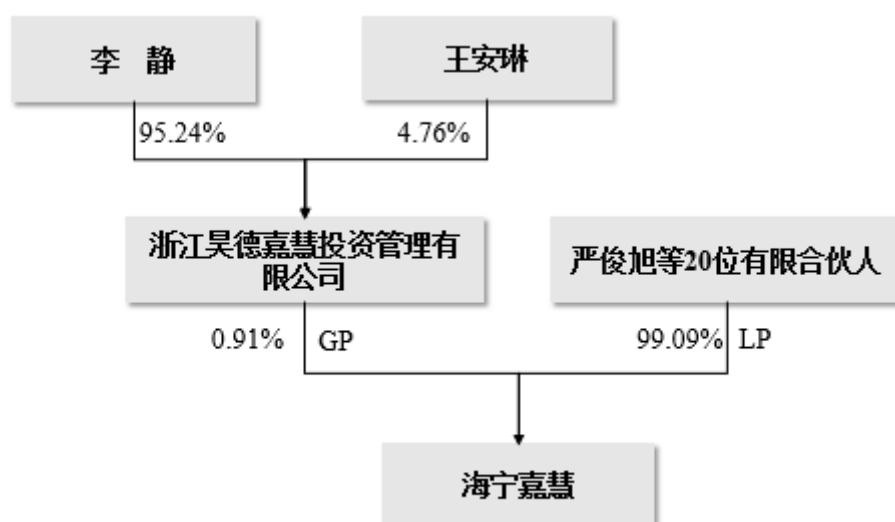 李 静
王安琳
95.24%
4.76%
浙江昊德嘉慧投资管理有
限公司
严俊旭等20位有限合伙人
0.91%
GP
99.09%
LP
海宁嘉慧